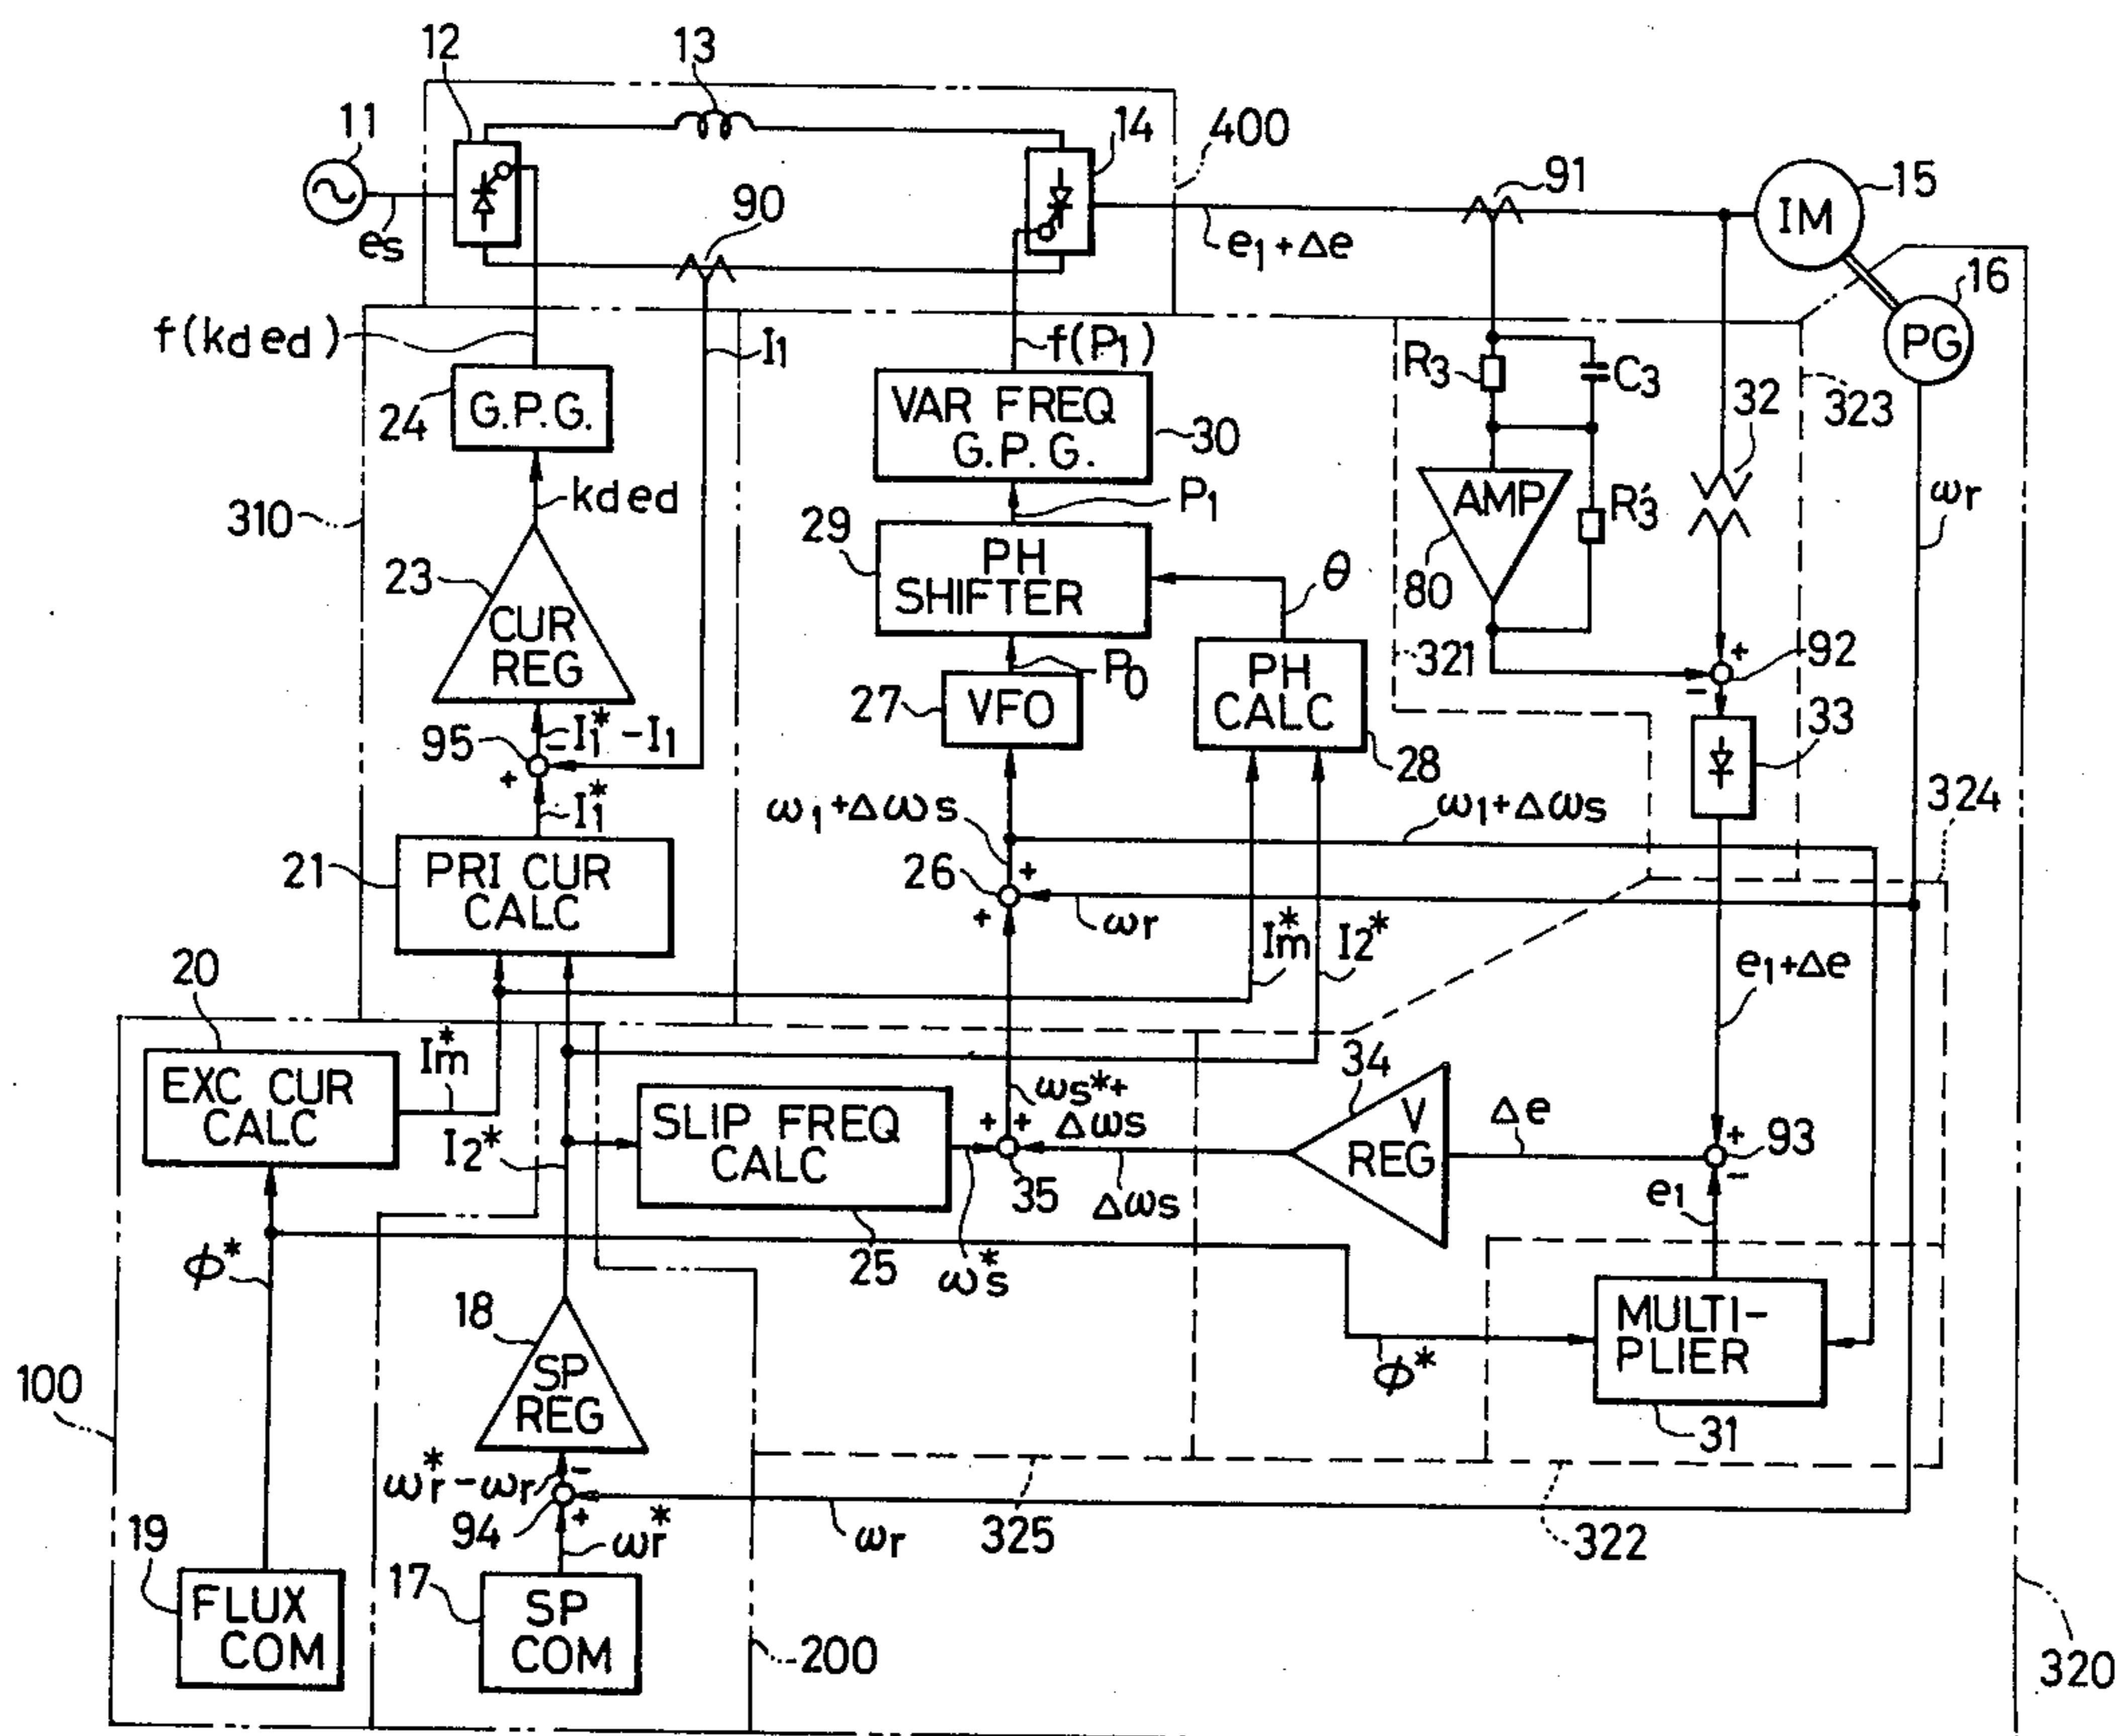 12
13
11
14
400
91
15
IM
90
es
e1+Δe
16
PG
f(kded)
I1
f(P1)
R3
C3
32
323
24
G.P.G.
VAR FREQ
G.P.G.
30
AMP
R3'
ωr
kded
P1
310
29
PH
SHIFTER
θ
80
23
CUR
REG
321
+
92
-
P0
27
VFO
PH
CALC
28
33
95
-
I1*-I1
+
I1*
ω1+Δωs
ω1+Δωs
324
21
PRI CUR
CALC
26
+
+
ωr
Im*
I2*
e1+Δe
20
EXC CUR
CALC
Im*
I2*
34
V
REG
ωs*+
Δωs
SLIP FREQ
CALC
+
+
35
Δωs
Δe
+
93
-
e1
25
ωs*
φ*
18
SP
REG
φ*
MULTI-
PLIER
31
100
ωr*-ωr
-
94
+
ωr*
ωr
325
322
19
FLUX
COM
17
SP
COM
200
320